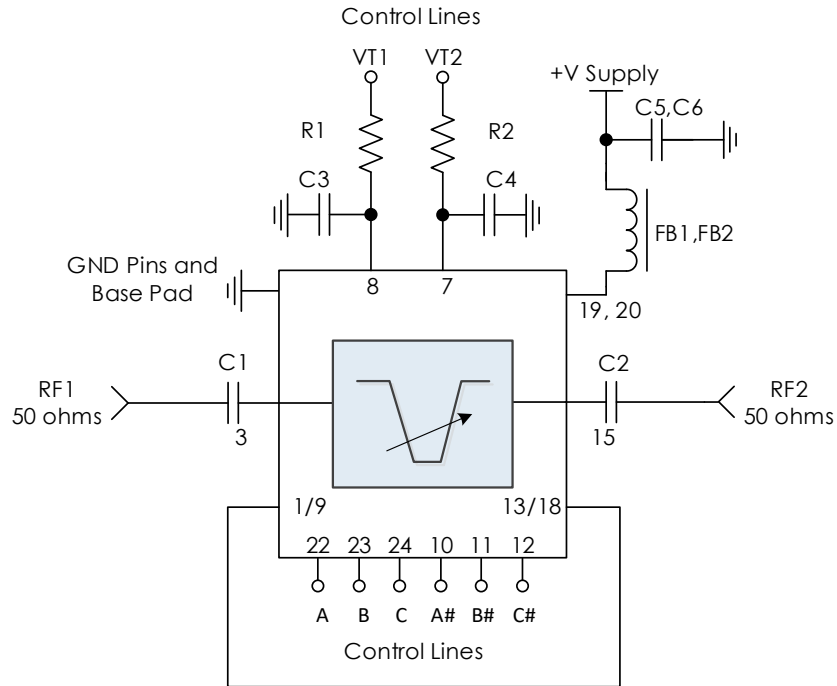 Control Lines
VT1 VT2
+V Supply
C5,C6
R1 R2
C3 C4
FB1,FB2
GND Pins and
Base Pad
8 7
19, 20
C1 C2
RF1
50 ohms
RF2
50 ohms
3 15
1/9 13/18
22 23 24 10 11 12
A B C A# B# C#
Control Lines